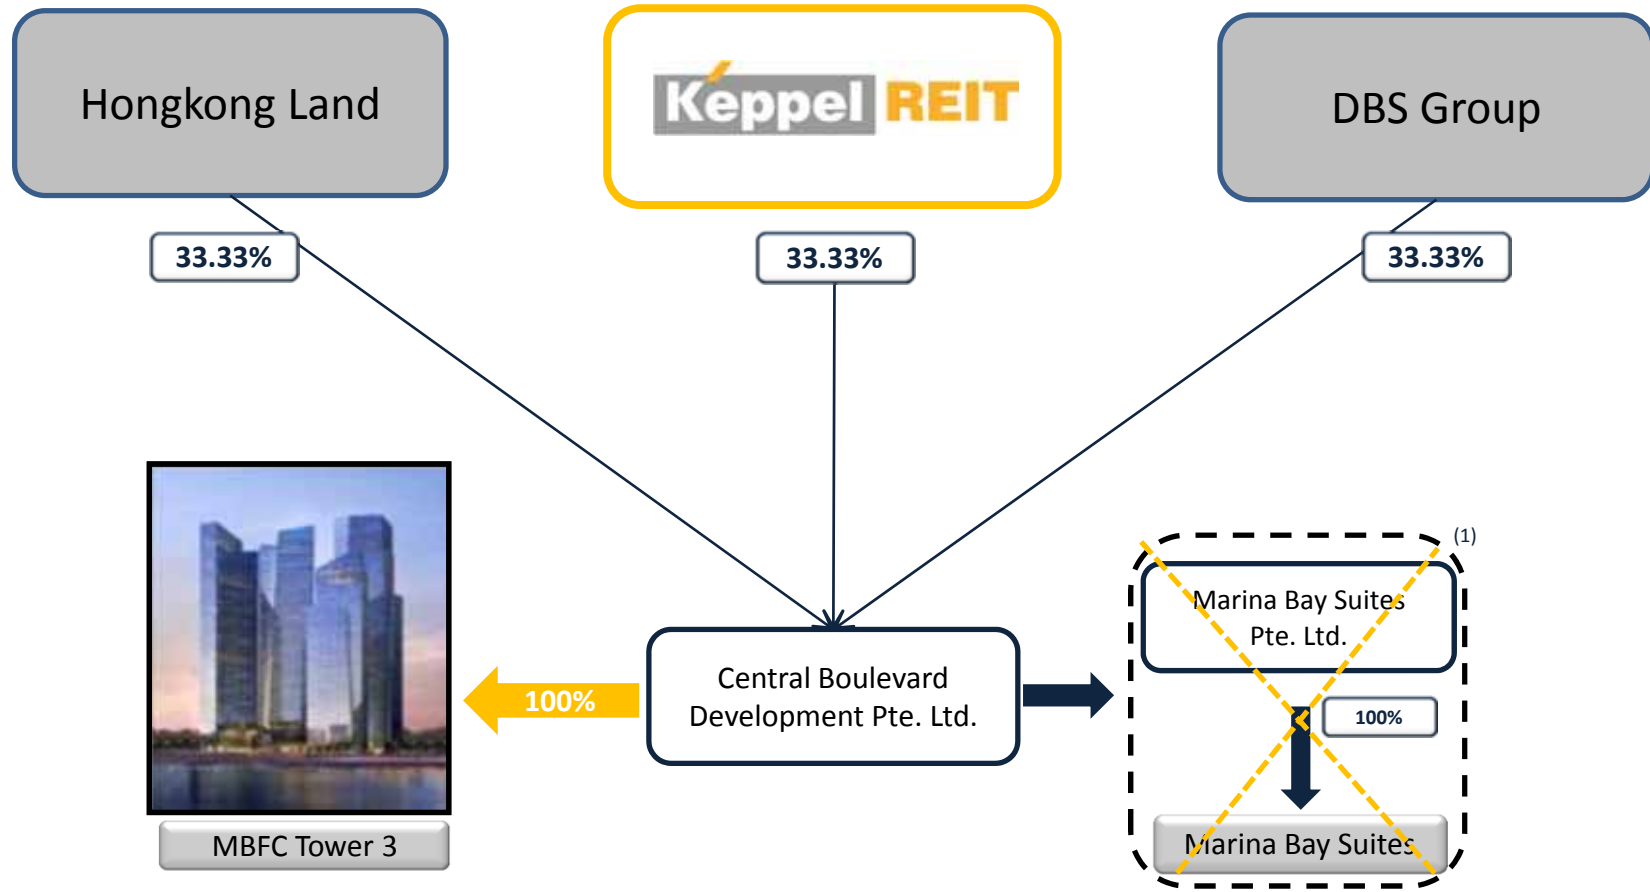 Hongkong Land
Keppel REIT
DBS Group
33.33%
33.33%
33.33%
(1)
Marina Bay Suites
Pte. Ltd.
Central Boulevard
Development Pte. Ltd.
100%
100%
MBFC Tower 3
Marina Bay Suites